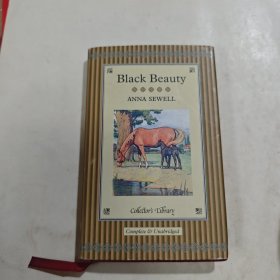 Black Beauty
ANNA SEWELL
Collector's Library
Complete & Unabridged